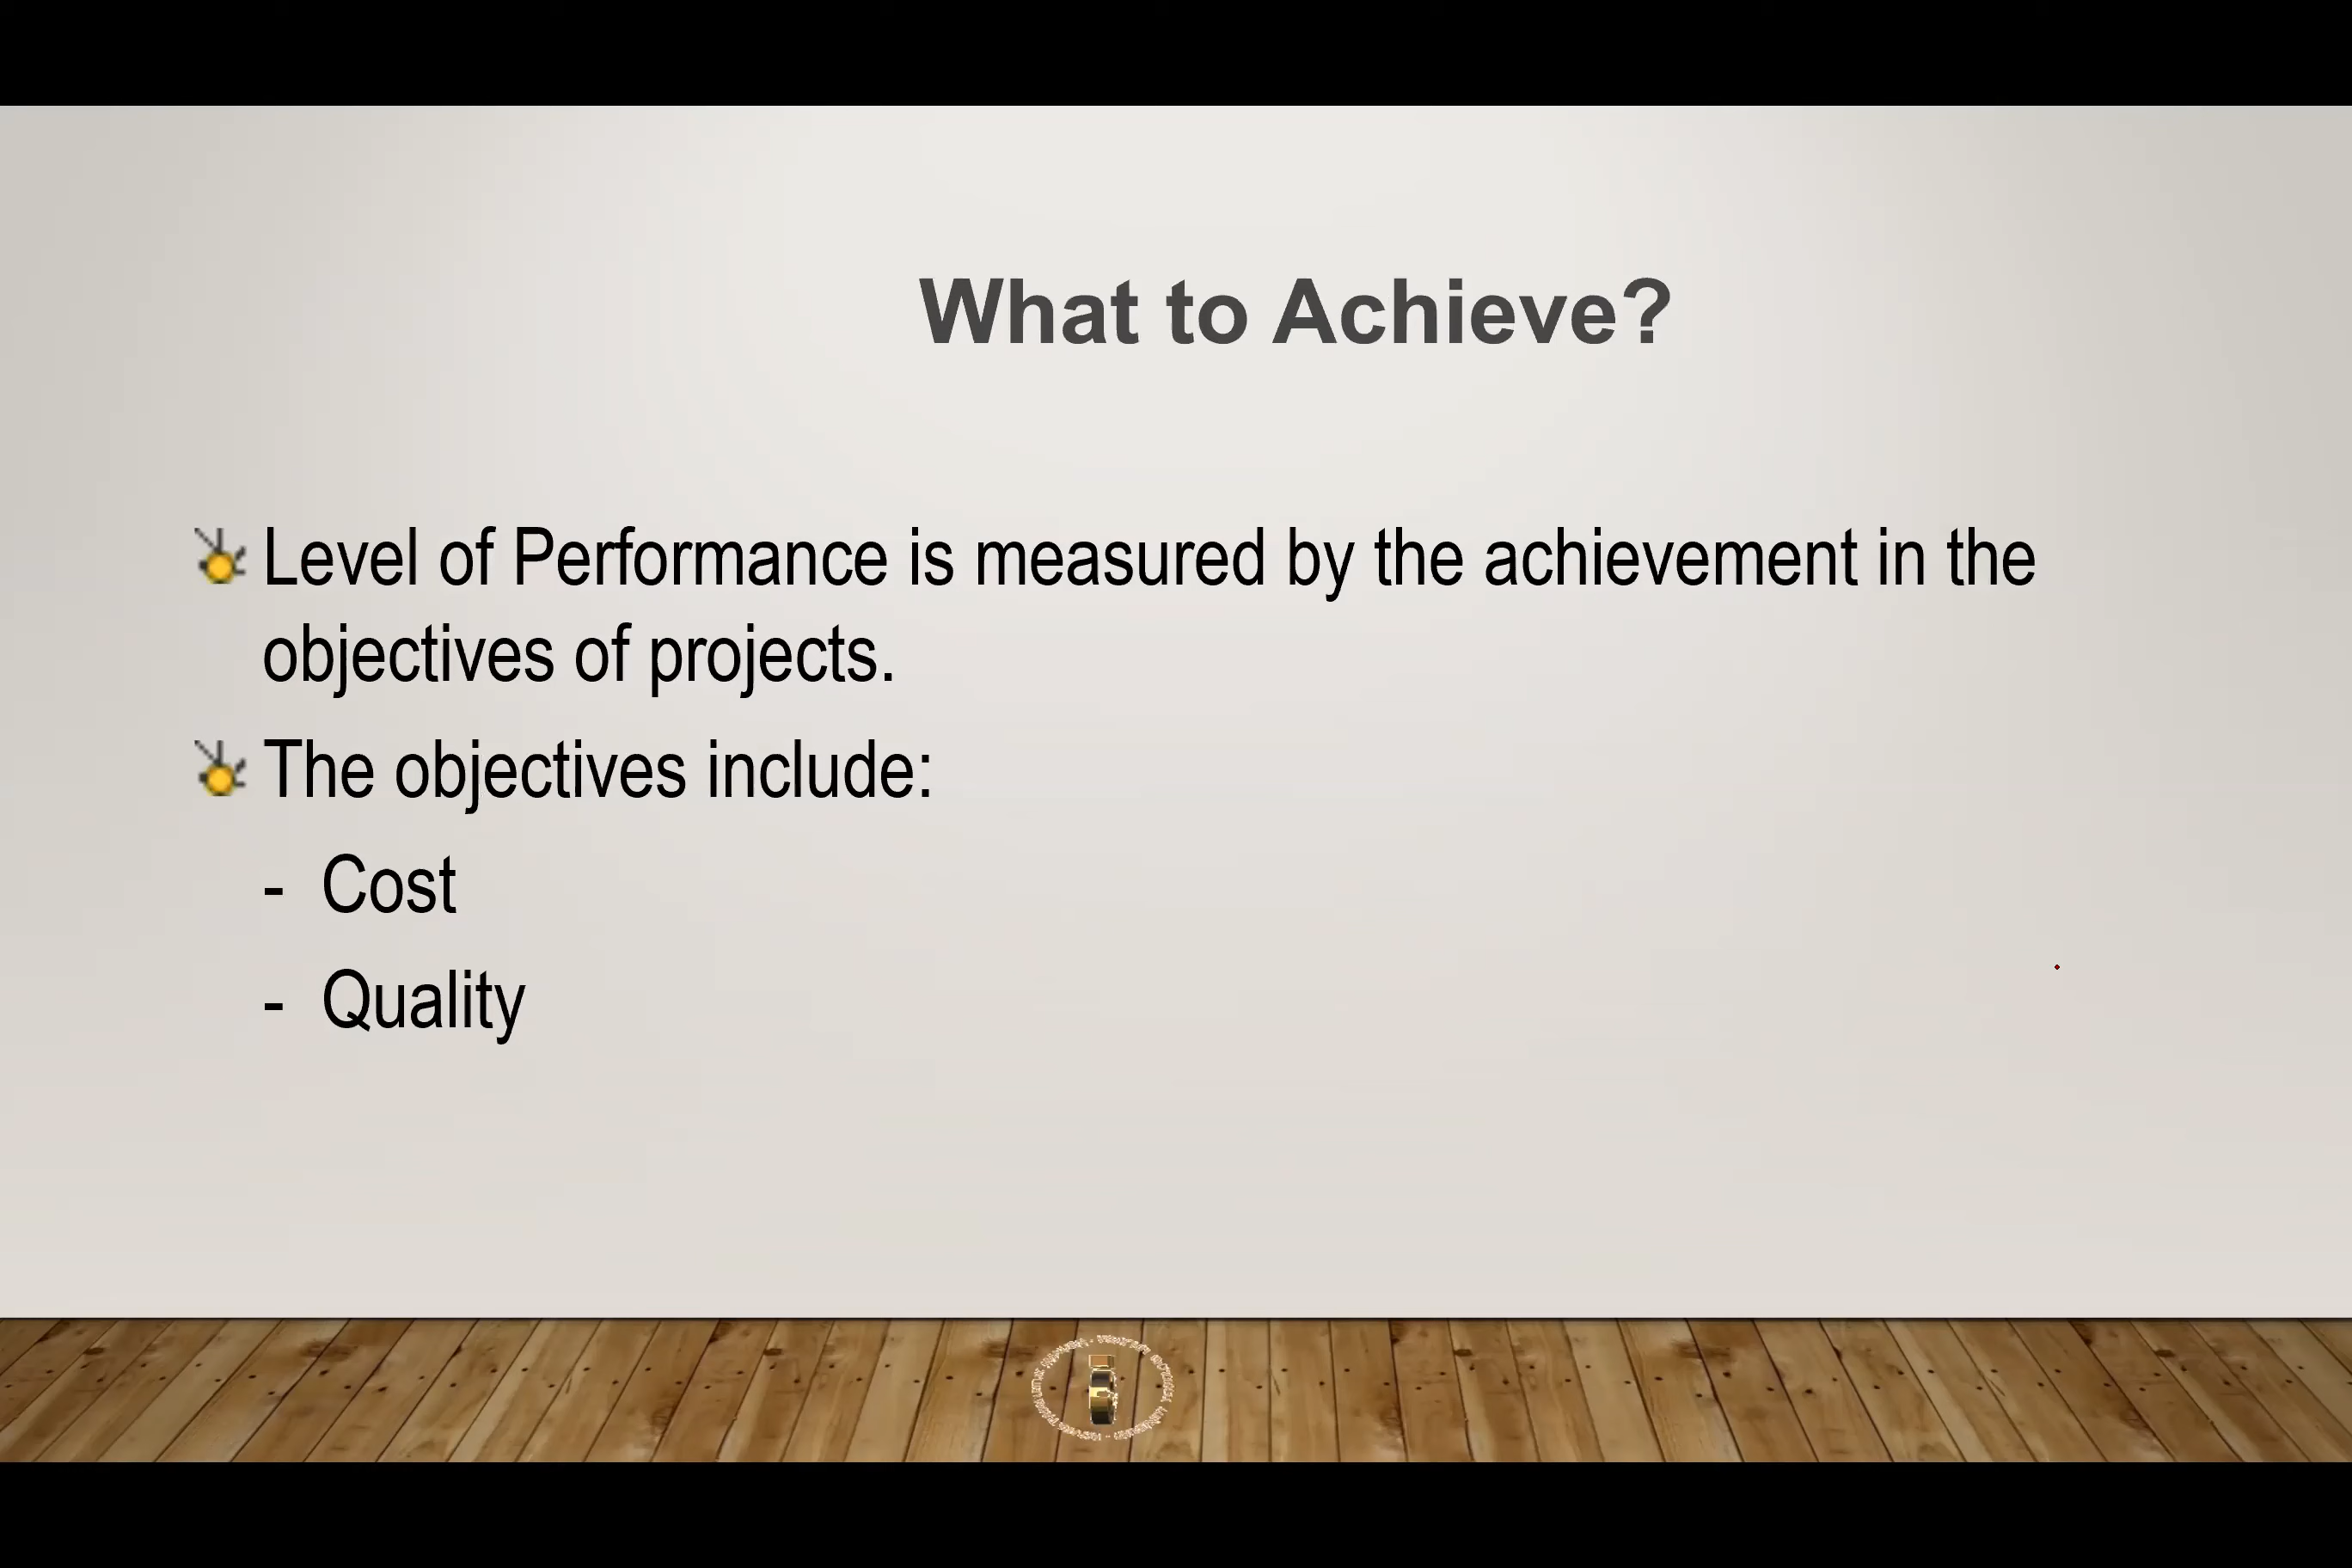 What to Achieve?
Level of Performance is measured by the achievement in the
objectives of projects.
The objectives include:
- Cost
- Quality